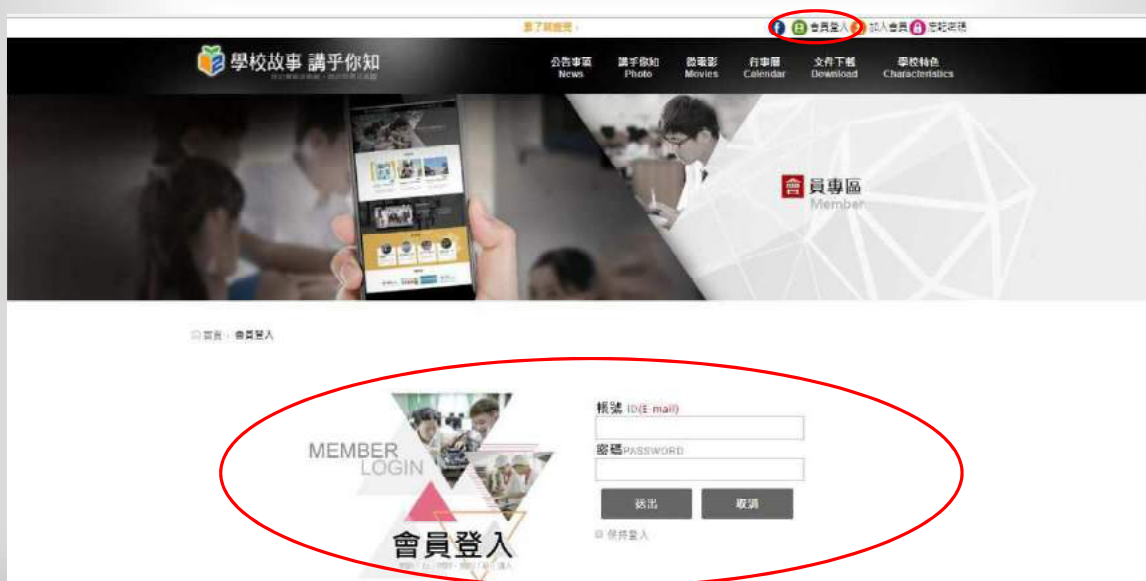 會員登入 加入會員 忘記密碼
學校故事 講乎你知
公告事項 講乎你知 微電影 行事曆 文件下載 學校特色
News Photo Movies Calendar Download Characteristics
會員專區
Member
首頁 › 會員登入
MEMBER
LOGIN
會員登入
帳號 ID(E-mail)
密碼PASSWORD
送出 取消
保持登入